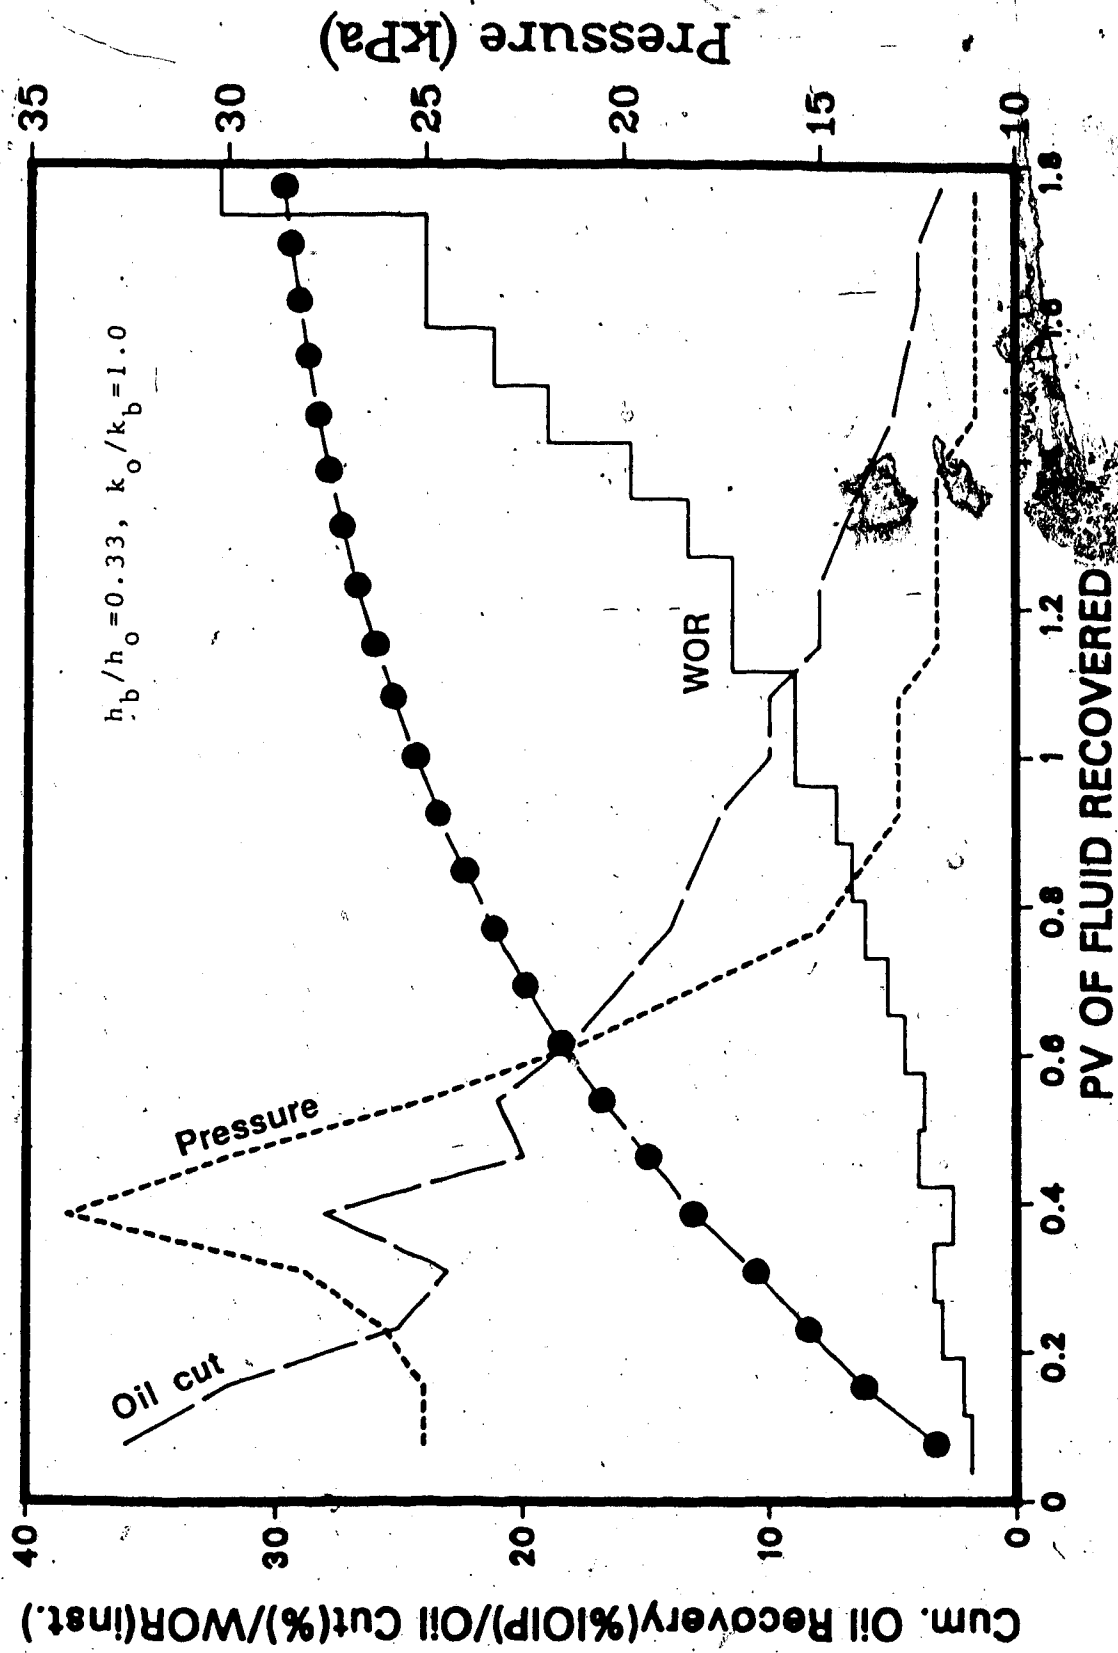 h_b/h_o=0.33, k_o/k_b=1.0
Cum. Oil Recovery(%IOIP)/Oil Cut(%)/WOR(inst.)
40
30
20
10
0
Pressure (kPa)
35
30
25
20
15
10
Oil cut
Pressure
WOR
0
0.2
0.4
0.6
0.8
1
1.2
1.6
1.8
PV OF FLUID RECOVERED